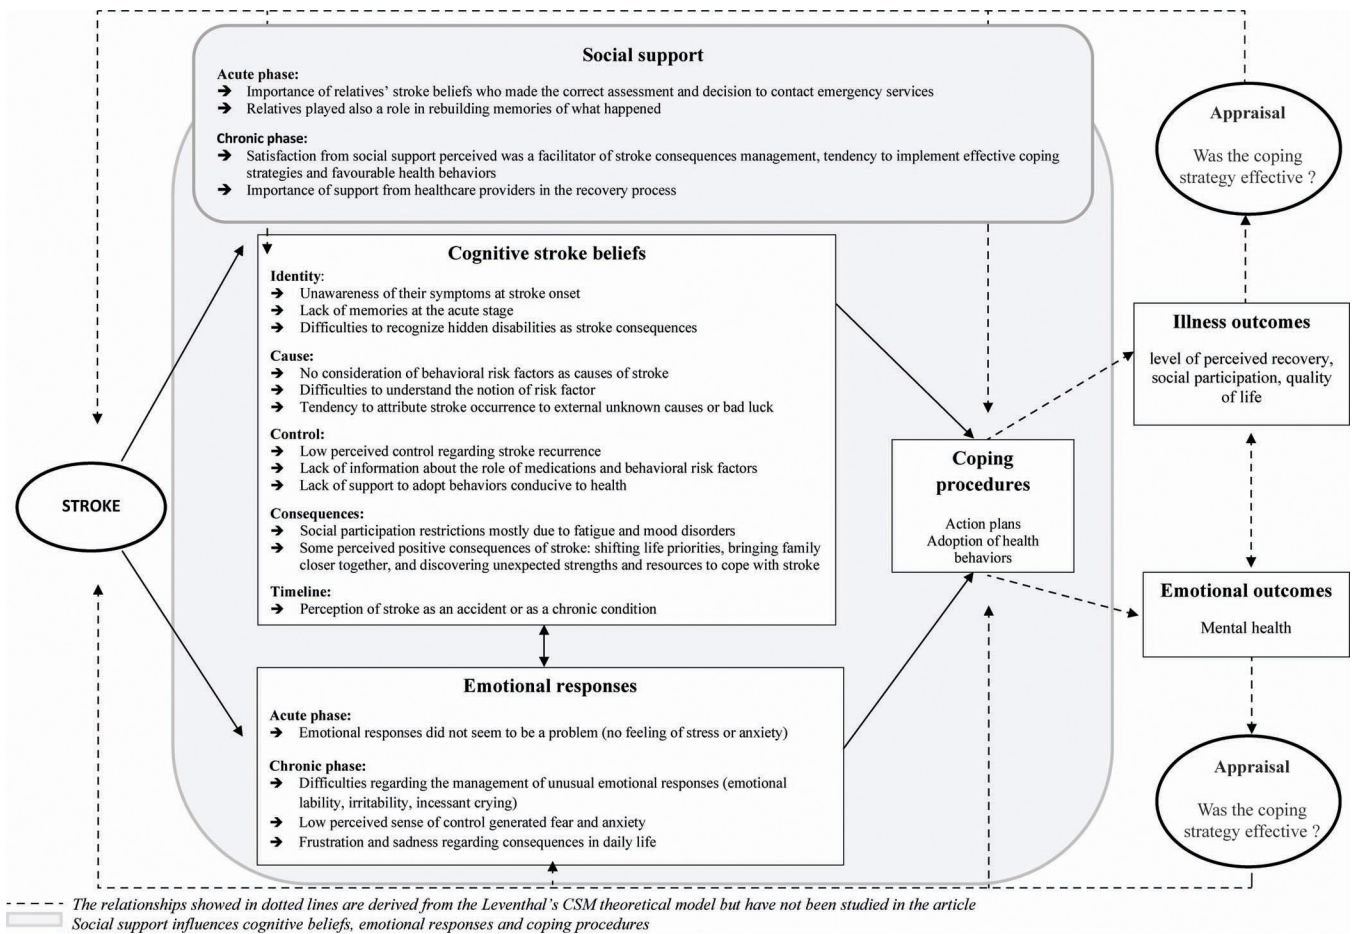 Social support
Acute phase:
➔ Importance of relatives' stroke beliefs who made the correct assessment and decision to contact emergency services
➔ Relatives played also a role in rebuilding memories of what happened
Chronic phase:
➔ Satisfaction from social support perceived was a facilitator of stroke consequences management, tendency to implement effective coping
strategies and favourable health behaviors
➔ Importance of support from healthcare providers in the recovery process
Cognitive stroke beliefs
Identity:
➔ Unawareness of their symptoms at stroke onset
➔ Lack of memories at the acute stage
➔ Difficulties to recognize hidden disabilities as stroke consequences
Cause:
➔ No consideration of behavioral risk factors as causes of stroke
➔ Difficulties to understand the notion of risk factor
➔ Tendency to attribute stroke occurrence to external unknown causes or bad luck
Control:
➔ Low perceived control regarding stroke recurrence
➔ Lack of information about the role of medications and behavioral risk factors
➔ Lack of support to adopt behaviors conducive to health
Consequences:
➔ Social participation restrictions mostly due to fatigue and mood disorders
➔ Some perceived positive consequences of stroke: shifting life priorities, bringing family
closer together, and discovering unexpected strengths and resources to cope with stroke
Timeline:
➔ Perception of stroke as an accident or as a chronic condition
STROKE
Emotional responses
Acute phase:
➔ Emotional responses did not seem to be a problem (no feeling of stress or anxiety)
Chronic phase:
➔ Difficulties regarding the management of unusual emotional responses (emotional
lability, irritability, incessant crying)
➔ Low perceived sense of control generated fear and anxiety
➔ Frustration and sadness regarding consequences in daily life
Coping
procedures
Action plans
Adoption of health
behaviors
Appraisal
Was the coping
strategy effective ?
Illness outcomes
level of perceived recovery,
social participation, quality
of life
Emotional outcomes
Mental health
Appraisal
Was the coping
strategy effective ?
The relationships showed in dotted lines are derived from the Leventhal's CSM theoretical model but have not been studied in the article
Social support influences cognitive beliefs, emotional responses and coping procedures